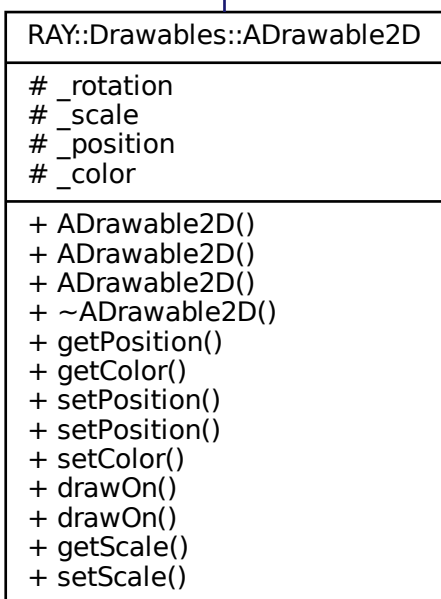 RAY::Drawables::ADrawable2D
# _rotation
# _scale
# _position
# _color
+ ADrawable2D()
+ ADrawable2D()
+ ADrawable2D()
+ ~ADrawable2D()
+ getPosition()
+ getColor()
+ setPosition()
+ setPosition()
+ setColor()
+ drawOn()
+ drawOn()
+ getScale()
+ setScale()